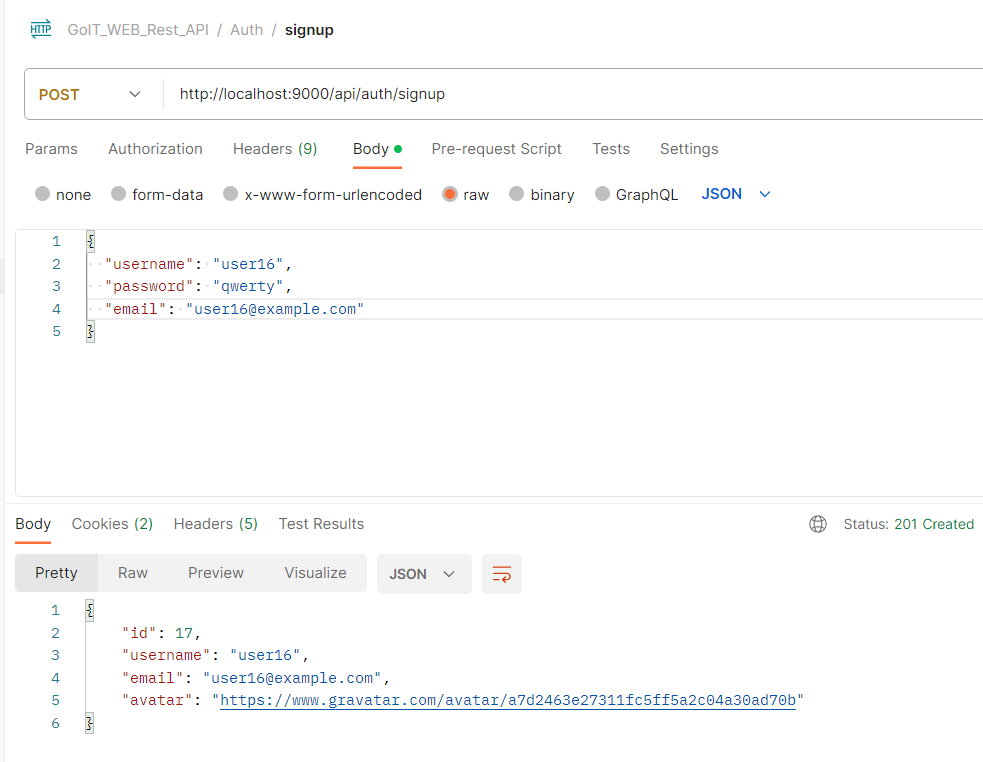 HTTP GoIT_WEB_Rest_API / Auth / signup
POST http://localhost:9000/api/auth/signup
Params Authorization Headers (9) Body Pre-request Script Tests Settings
none form-data x-www-form-urlencoded raw binary GraphQL JSON
1 {
2 "username": "user16",
3 "password": "qwerty",
4 "email": "user16@example.com"
5 }
Body Cookies (2) Headers (5) Test Results Status: 201 Created
Pretty Raw Preview Visualize JSON
1 {
2 "id": 17,
3 "username": "user16",
4 "email": "user16@example.com",
5 "avatar": "https://www.gravatar.com/avatar/a7d2463e27311fc5ff5a2c04a30ad70b"
6 }